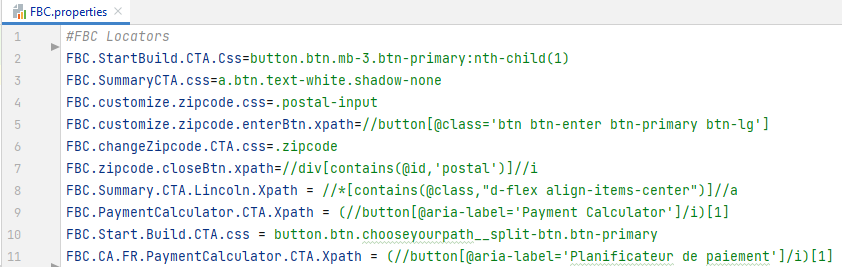 FBC.properties
1 #FBC Locators
2 FBC.StartBuild.CTA.Css=button.btn.mb-3.btn-primary:nth-child(1)
3 FBC.SummaryCTA.css=a.btn.text-white.shadow-none
4 FBC.customize.zipcode.css=.postal-input
5 FBC.customize.zipcode.enterBtn.xpath=//button[@class='btn btn-enter btn-primary btn-lg']
6 FBC.changeZipcode.CTA.css=.zipcode
7 FBC.zipcode.closeBtn.xpath=//div[contains(@id,'postal')]//i
8 FBC.Summary.CTA.Lincoln.Xpath = //*[contains(@class,"d-flex align-items-center")]//a
9 FBC.PaymentCalculator.CTA.Xpath = (//button[@aria-label='Payment Calculator']/i)[1]
10 FBC.Start.Build.CTA.css = button.btn.chooseyourpath__split-btn.btn-primary
11 FBC.CA.FR.PaymentCalculator.CTA.Xpath = (//button[@aria-label='Planificateur de paiement']/i)[1]